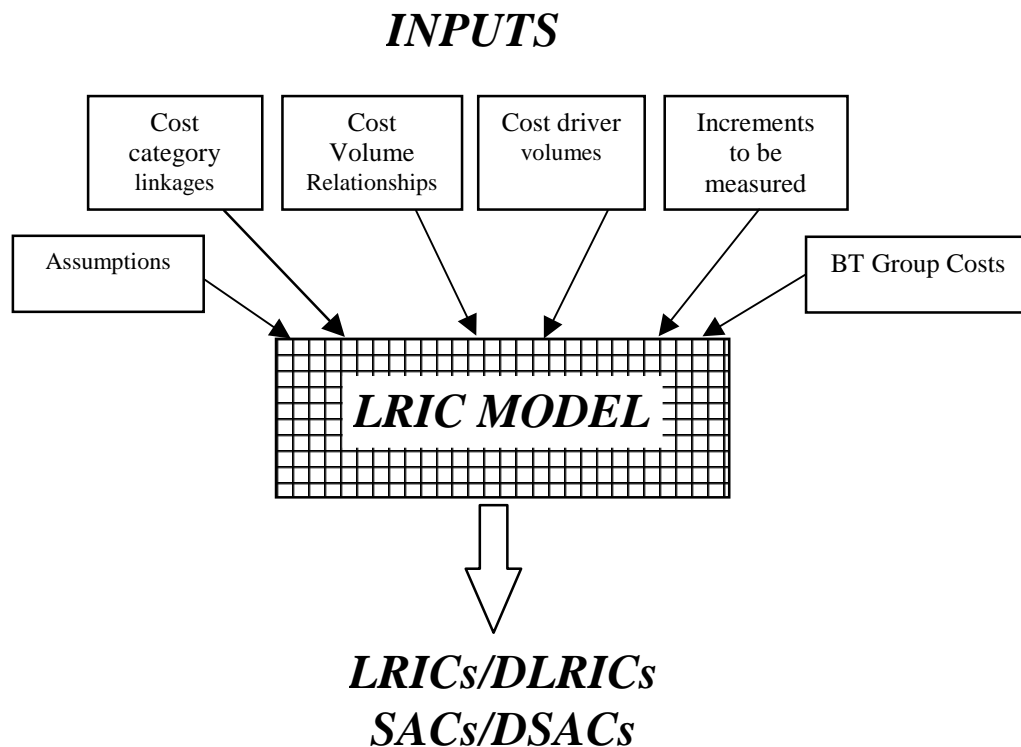 INPUTS
Cost
category
linkages
Cost
Volume
Relationships
Cost driver
volumes
Increments
to be
measured
Assumptions
BT Group Costs
LRIC MODEL
LRICs/DLRICs
SACs/DSACs